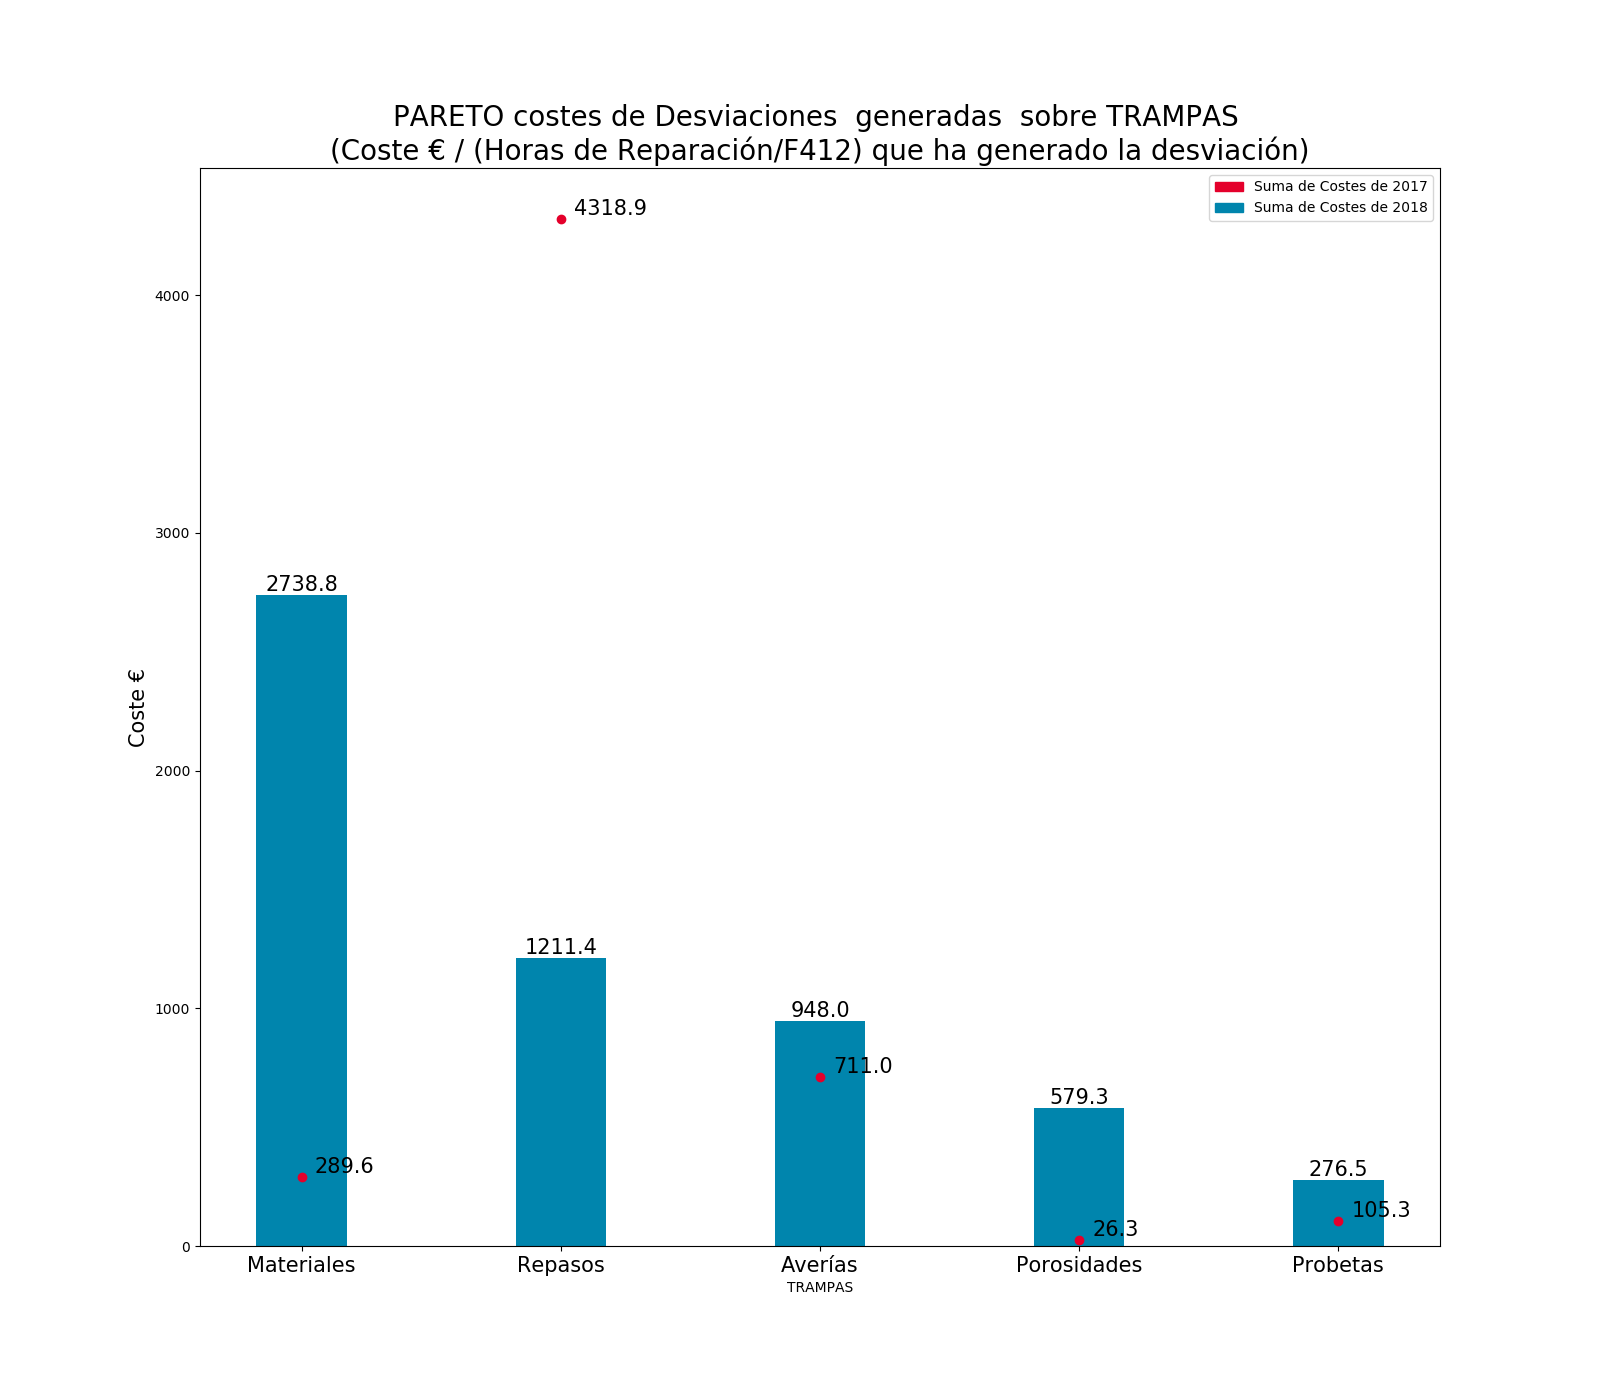 PARETO costes de Desviaciones  generadas  sobre TRAMPAS
(Coste € / (Horas de Reparación/F412) que ha generado la desviación)
Suma de Costes de 2017
Suma de Costes de 2018
4318.9
4000
3000
2738.8
Coste €
2000
1211.4
1000
948.0
711.0
579.3
289.6
276.5
105.3
26.3
0
Materiales
Repasos
Averías
Porosidades
Probetas
TRAMPAS